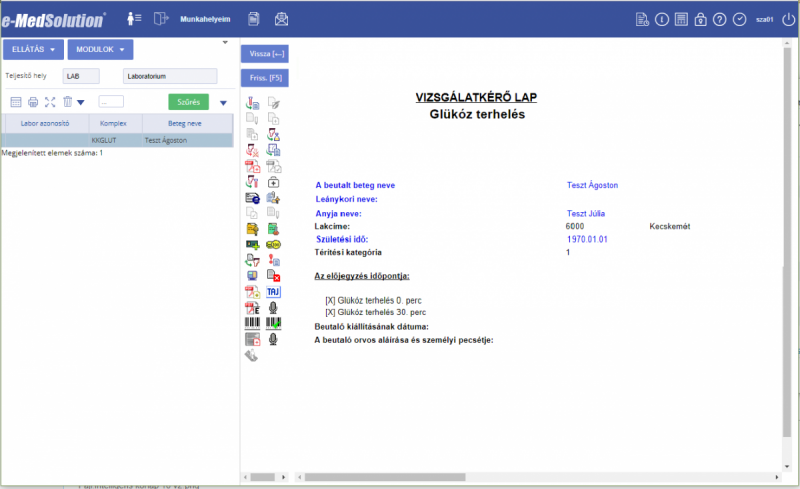 e-MedSolution®
Munkahelyeim
sza01
ELLÁTÁS
MODULOK
Vissza [←]
Teljesítő hely
LAB
Laboratorium
Friss. [F5]
...
Szűrés
Labor azonosító
Komplex
Beteg neve
KKGLUT
Teszt Ágoston
Megjelenített elemek száma: 1
VIZSGÁLATKÉRŐ LAP
Glükóz terhelés
A beutalt beteg neve
Teszt Ágoston
Leánykori neve:
Anyja neve:
Teszt Júlia
Lakcíme:
6000
Kecskemét
Születési idő:
1970.01.01
Térítési kategória
1
Az előjegyzés időpontja:
[X] Glükóz terhelés 0. perc
[X] Glükóz terhelés 30. perc
Beutaló kiállításának dátuma:
A beutaló orvos aláírása és személyi pecsétje:
TAJ